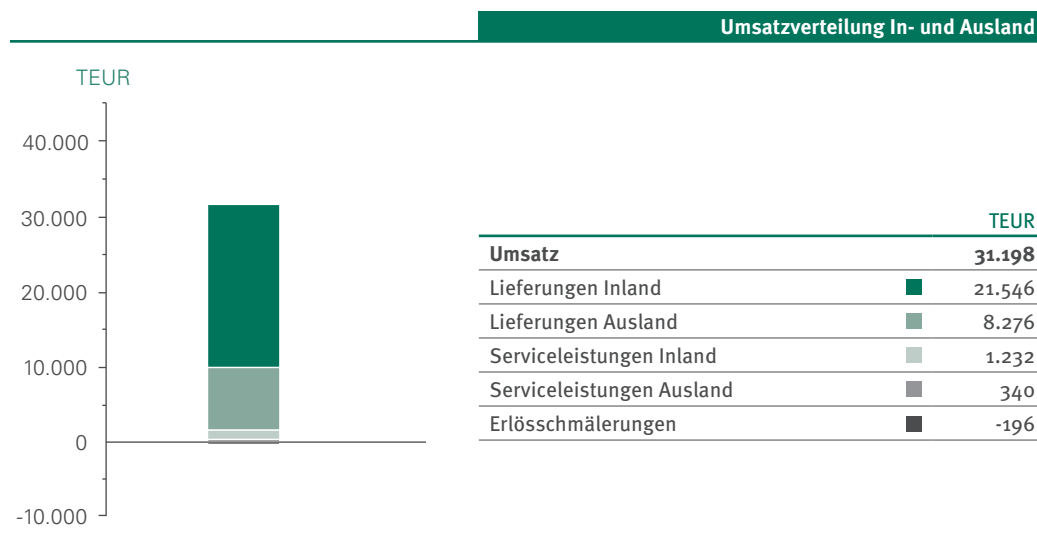 Umsatzverteilung In- und Ausland
TEUR
40.000
30.000
20.000
10.000
0
-10.000
TEUR
Umsatz 31.198
Lieferungen Inland 21.546
Lieferungen Ausland 8.276
Serviceleistungen Inland 1.232
Serviceleistungen Ausland 340
Erlösschmälerungen -196